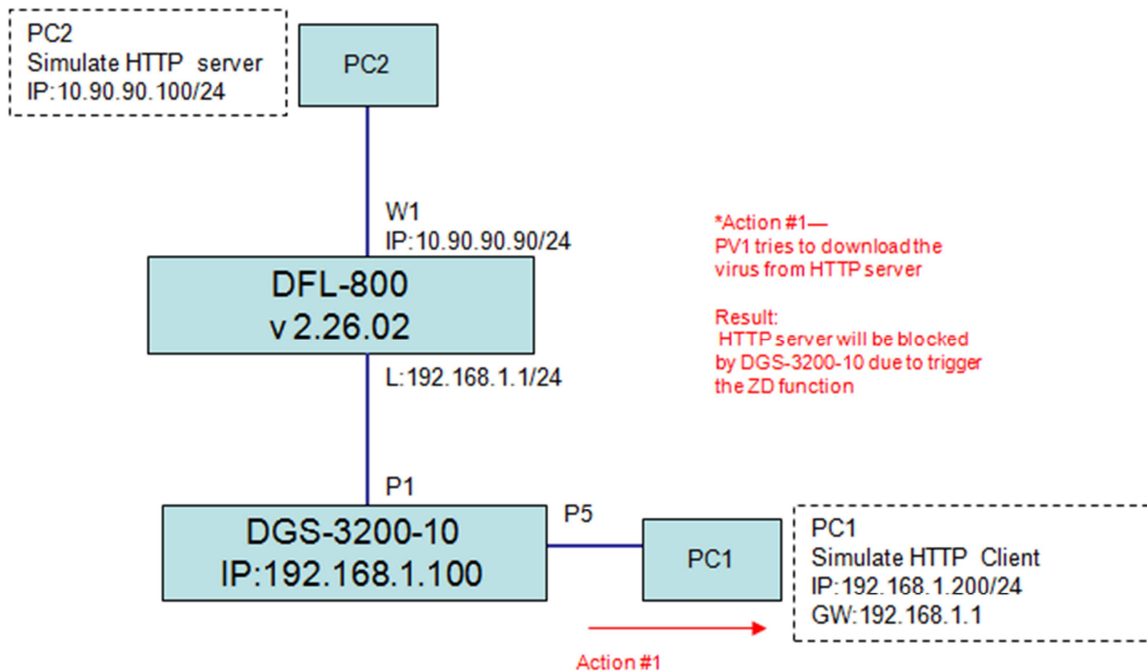 PC2
Simulate HTTP server
IP:10.90.90.100/24
PC2
W1
IP:10.90.90.90/24
*Action #1—
PV1 tries to download the
virus from HTTP server
DFL-800
v 2.26.02
Result:
HTTP server will be blocked
by DGS-3200-10 due to trigger
the ZD function
L:192.168.1.1/24
P1
DGS-3200-10
IP:192.168.1.100
P5
PC1
PC1
Simulate HTTP Client
IP:192.168.1.200/24
GW:192.168.1.1
Action #1